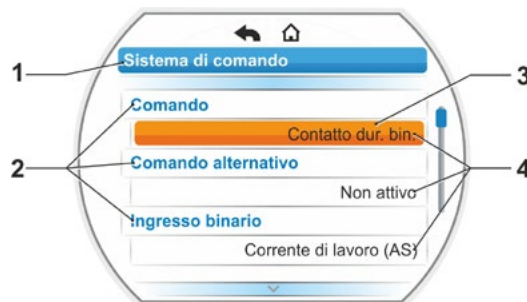 1
Sistema di comando
3
Comando
Contatto dur. bin.
Comando alternativo
2
4
Non attivo
Ingresso binario
Corrente di lavoro (AS)